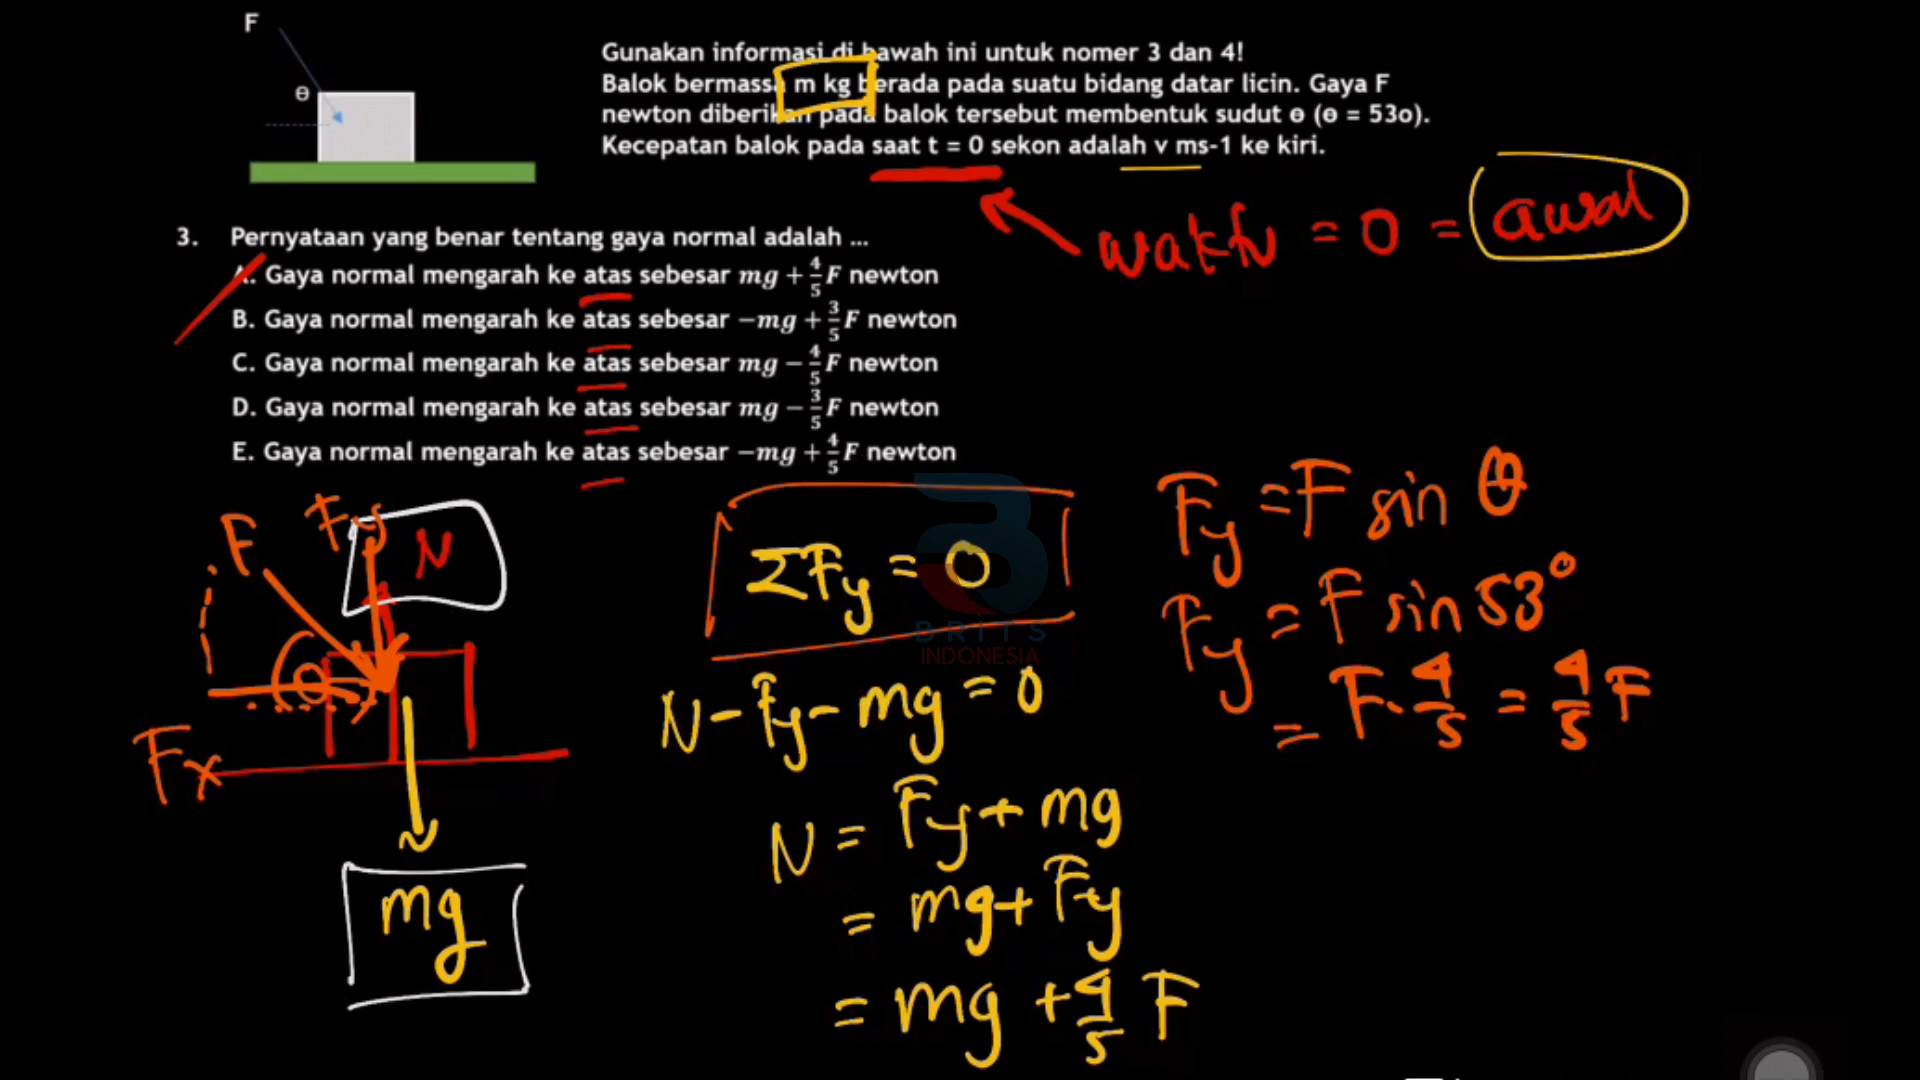 F
θ
Gunakan informasi di bawah ini untuk nomer 3 dan 4!
Balok bermassa m kg berada pada suatu bidang datar licin. Gaya F
newton diberikan pada balok tersebut membentuk sudut θ (θ = 53o).
Kecepatan balok pada saat t = 0 sekon adalah v ms-1 ke kiri.
waktu = 0 = awal
3. Pernyataan yang benar tentang gaya normal adalah ...
A. Gaya normal mengarah ke atas sebesar mg + 4/5 F newton
B. Gaya normal mengarah ke atas sebesar −mg + 3/5 F newton
C. Gaya normal mengarah ke atas sebesar mg − 4/5 F newton
D. Gaya normal mengarah ke atas sebesar mg − 3/5 F newton
E. Gaya normal mengarah ke atas sebesar −mg + 4/5 F newton
F
Fy
N
θ
Fx
mg
ΣFy = 0
BRITS
INDONESIA
N - Fy - mg = 0
N = Fy + mg
= mg + Fy
= mg + 4/5 F
Fy = F sin θ
Fy = F sin 53°
= F · 4/5 = 4/5 F